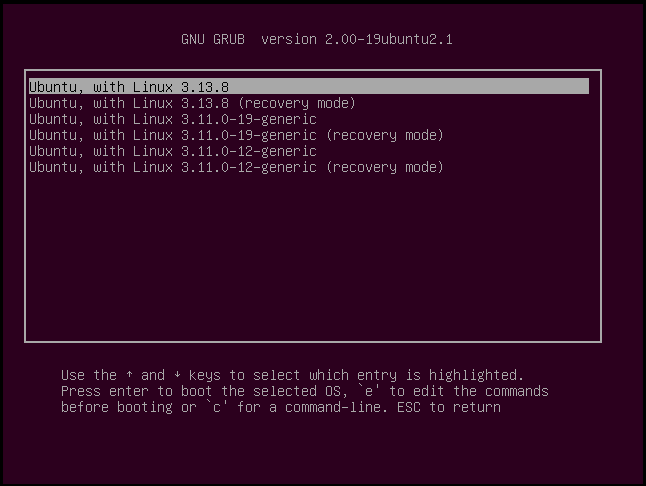 GNU GRUB  version 2.00-19ubuntu2.1
Ubuntu, with Linux 3.13.8
Ubuntu, with Linux 3.13.8 (recovery mode)
Ubuntu, with Linux 3.11.0-19-generic
Ubuntu, with Linux 3.11.0-19-generic (recovery mode)
Ubuntu, with Linux 3.11.0-12-generic
Ubuntu, with Linux 3.11.0-12-generic (recovery mode)
Use the ↑ and ↓ keys to select which entry is highlighted.
Press enter to boot the selected OS, `e' to edit the commands
before booting or `c' for a command-line. ESC to return